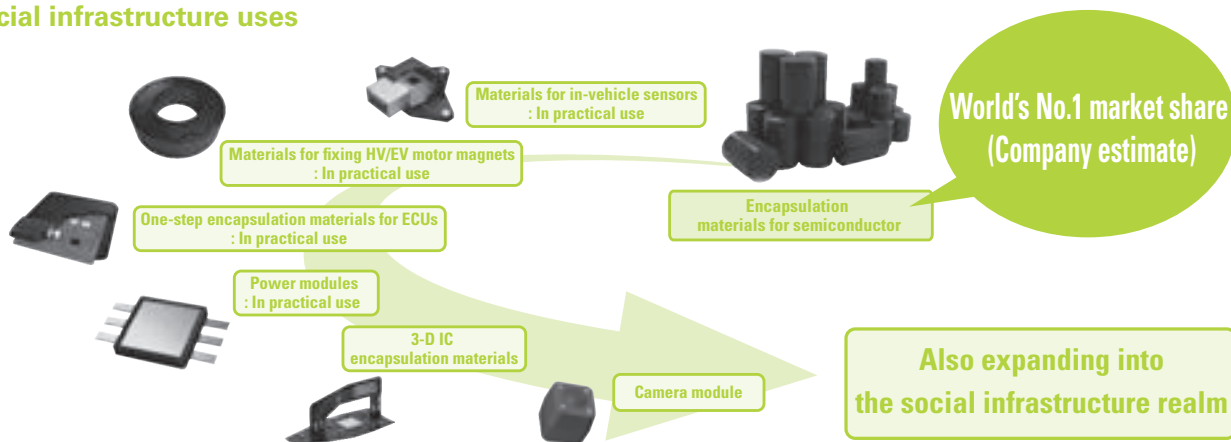 cial infrastructure uses
Materials for in-vehicle sensors
: In practical use
World's No.1 market share
(Company estimate)
Materials for fixing HV/EV motor magnets
: In practical use
Encapsulation
materials for semiconductor
One-step encapsulation materials for ECUs
: In practical use
Power modules
: In practical use
3-D IC
encapsulation materials
Camera module
Also expanding into
the social infrastructure realm